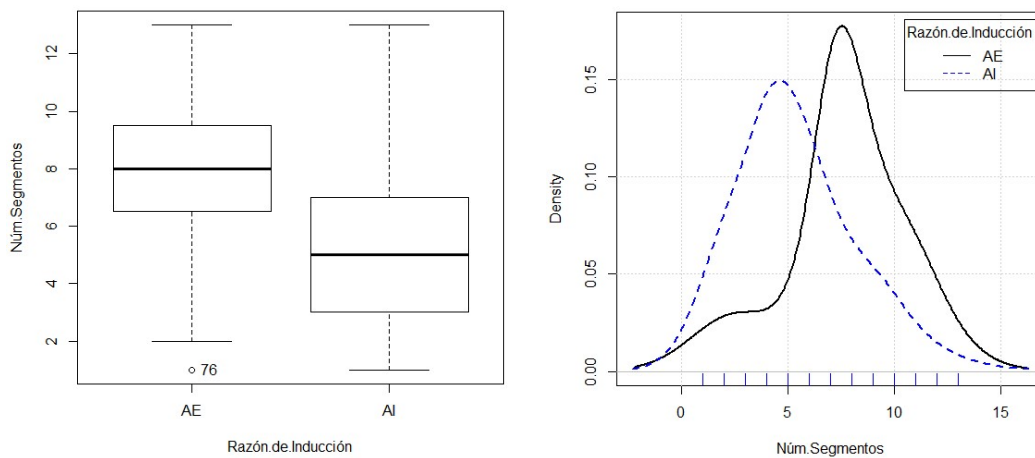 Núm.Segmentos
12
10
8
6
4
2
76
AE
AI
Razón.de.Inducción
Density
0.15
0.10
0.05
0.00
Razón.de.Inducción
AE
AI
0
5
10
15
Núm.Segmentos